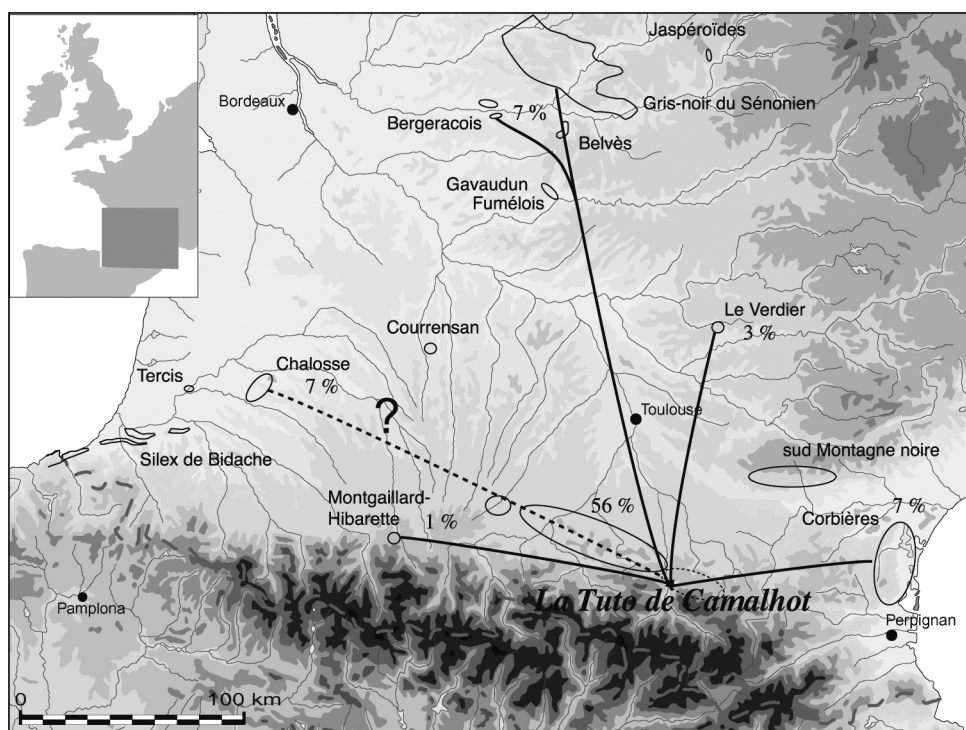 Jaspéroïdes
Bordeaux
Gris-noir du Sénonien
7 %
Bergeracois
Belvès
Gavaudun
Fumélois
Le Verdier
3 %
Courrensan
Chalosse
7 %
Tercis
?
Toulouse
Silex de Bidache
sud Montagne noire
Montgaillard-
Hibarette
1 %
56 %
Corbières
7 %
La Tuto de Camalhot
Pamplona
Perpignan
0
100 km